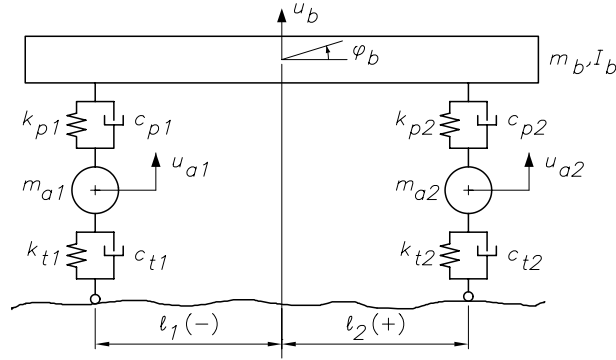 u_b
φ_b
m_b, I_b
k_p1
c_p1
k_p2
c_p2
u_a1
m_a1
u_a2
m_a2
k_t1
c_t1
k_t2
c_t2
ℓ_1(-)
ℓ_2(+)